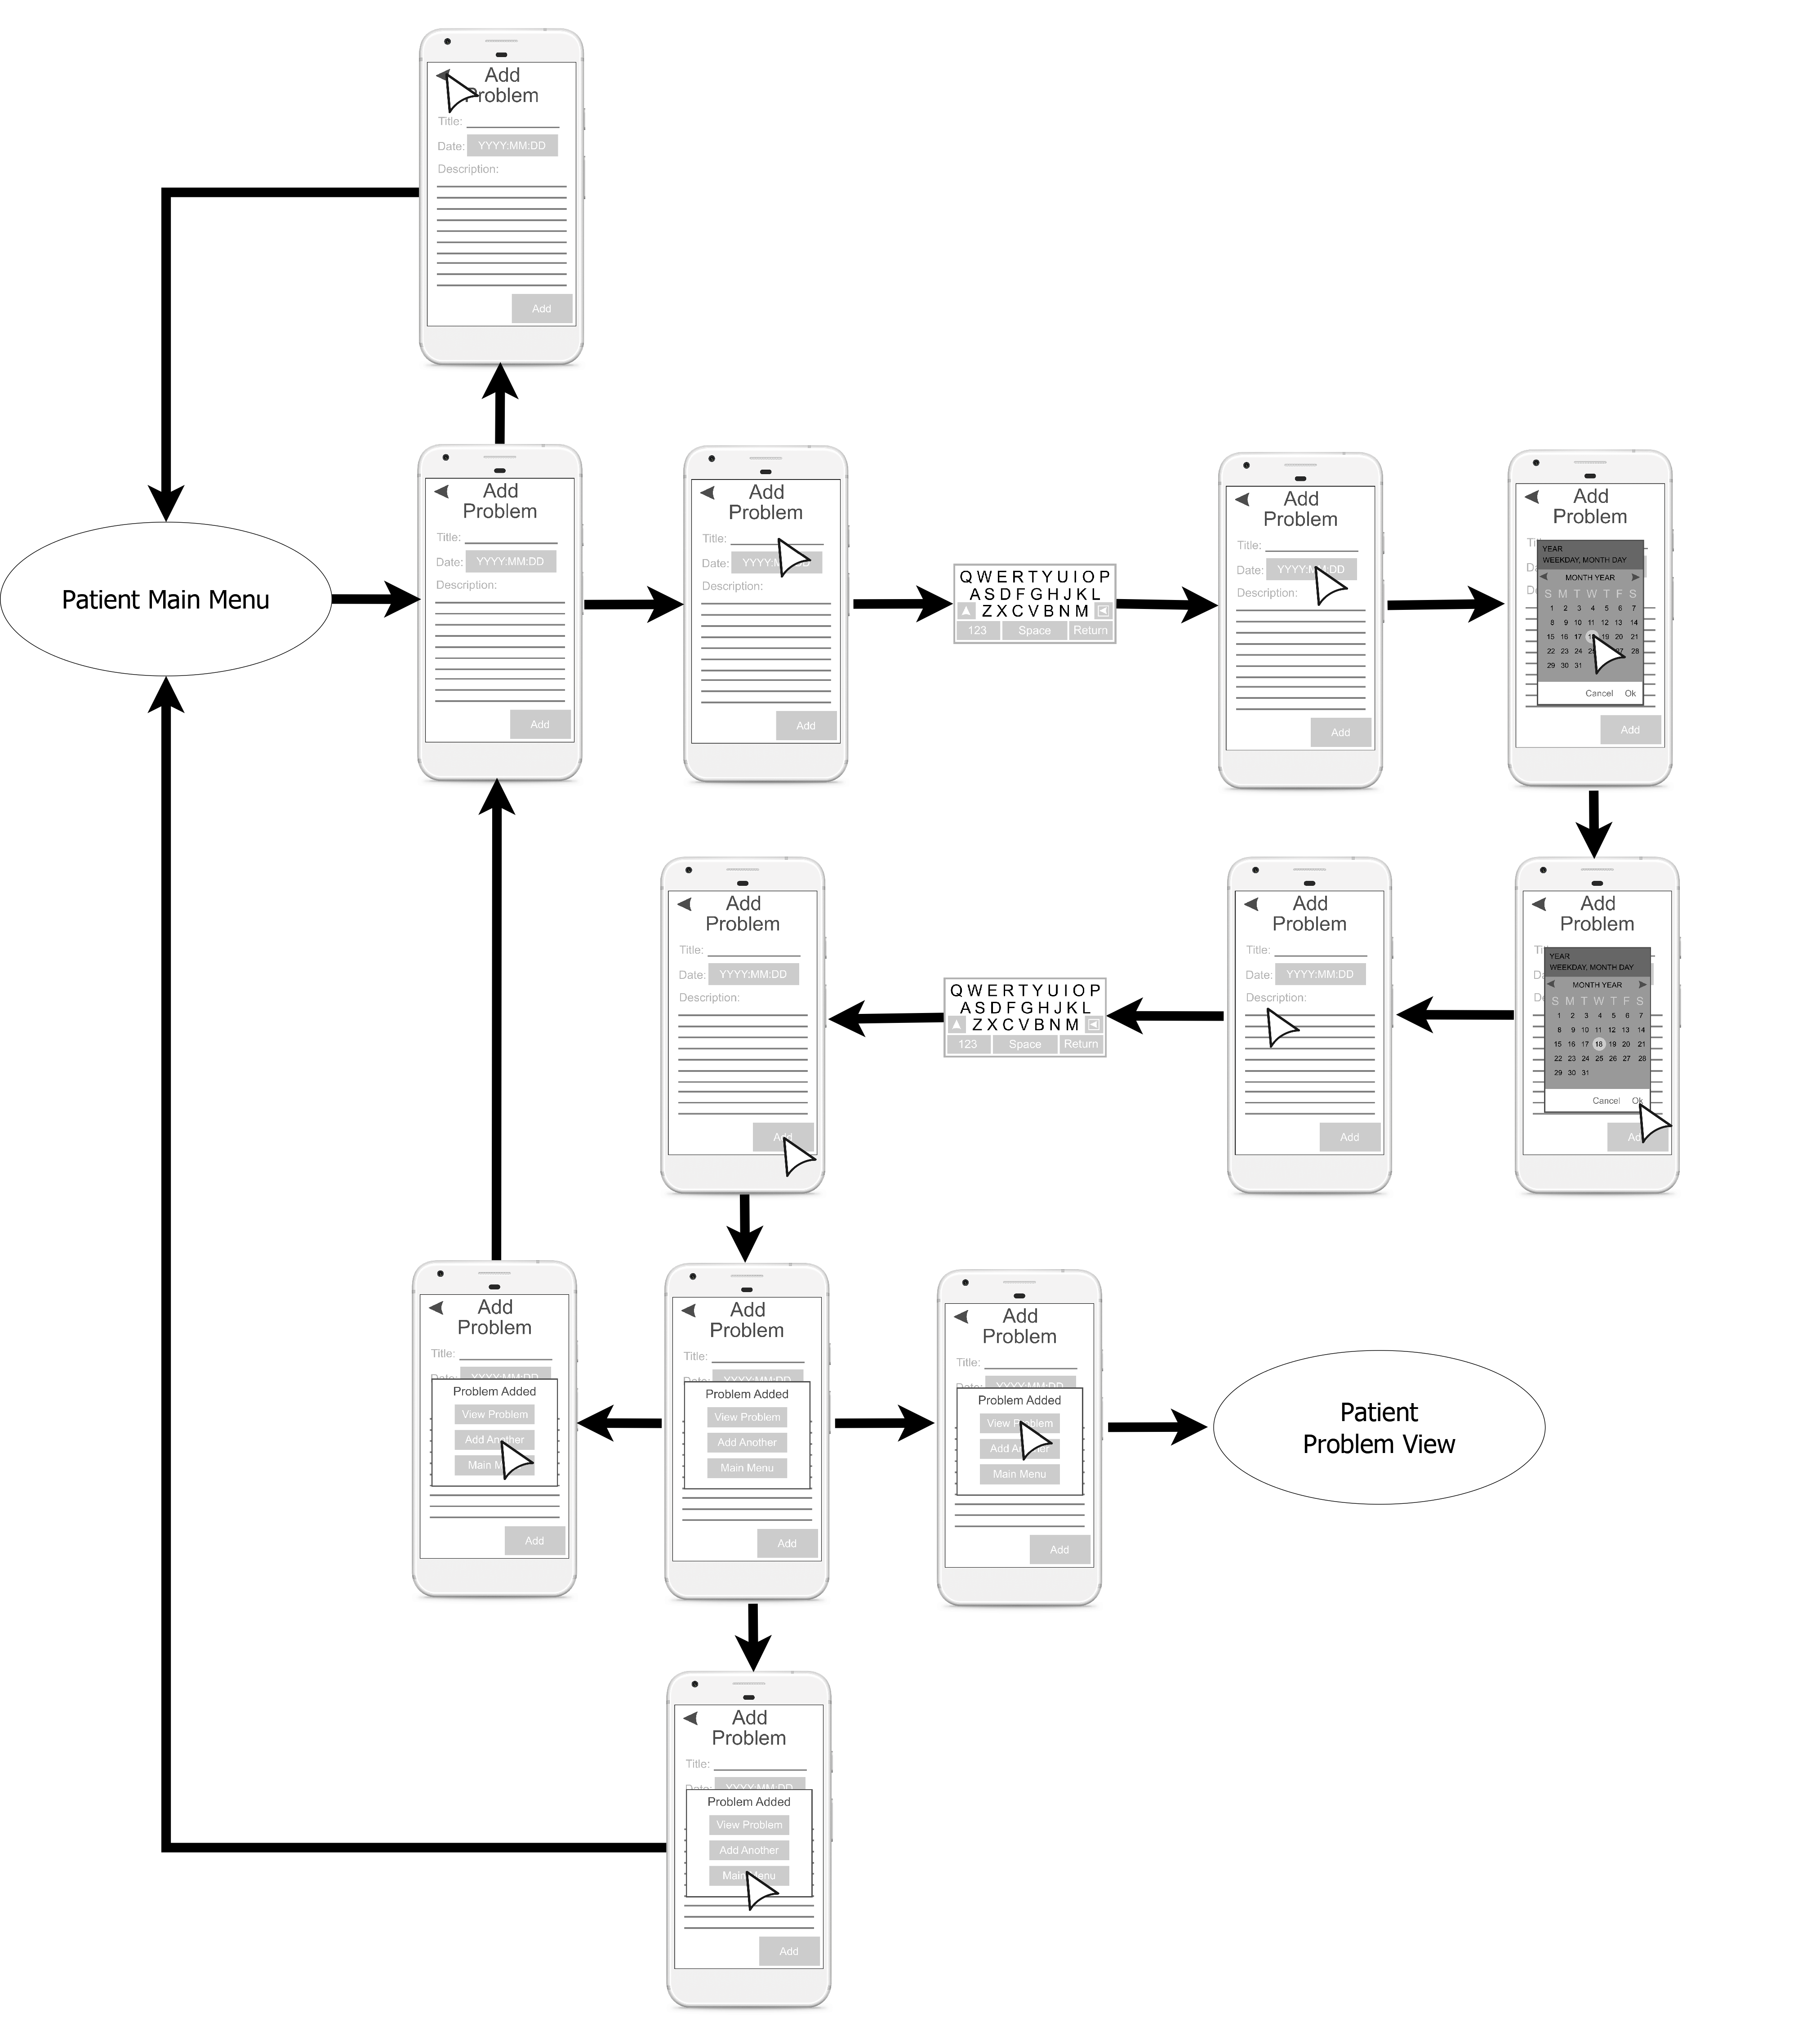 Add
Problem
Title:
Date: YYYY:MM:DD
Description:
Add
Patient Main Menu
Add
Problem
Title:
Date: YYYY:MM:DD
Description:
Add
Add
Problem
Title:
Date: YYYY:MM:DD
Description:
Add
QWERTYUIOP
ASDFGHJKL
ZXCVBNM
123 Space Return
Add
Problem
Title:
Date: YYYY:MM:DD
Description:
Add
Add
Problem
YEAR
WEEKDAY, MONTH DAY
MONTH YEAR
S M T W T F S
1 2 3 4 5 6 7
8 9 10 11 12 13 14
15 16 17 18 19 20 21
22 23 24 27 28
29 30 31
Cancel Ok
Add
Add
Problem
Title:
Date: YYYY:MM:DD
Description:
Add
QWERTYUIOP
ASDFGHJKL
ZXCVBNM
123 Space Return
Add
Problem
Title:
Date: YYYY:MM:DD
Description:
Add
Add
Problem
YEAR
WEEKDAY, MONTH DAY
MONTH YEAR
S M T W T F S
1 2 3 4 5 6 7
8 9 10 11 12 13 14
15 16 17 18 19 20 21
22 23 24 25 26 27 28
29 30 31
Cancel Ok
Add
Add
Problem
Title:
Date: YYYY:MM:DD
Problem Added
View Problem
Add Another
Main Menu
Add
Add
Problem
Title:
Date: YYYY:MM:DD
Problem Added
View Problem
Add Another
Main Menu
Add
Add
Problem
Title:
Date: YYYY:MM:DD
Problem Added
View Problem
Add Another
Main Menu
Add
Patient
Problem View
Add
Problem
Title:
Date: YYYY:MM:DD
Problem Added
View Problem
Add Another
Main Menu
Add